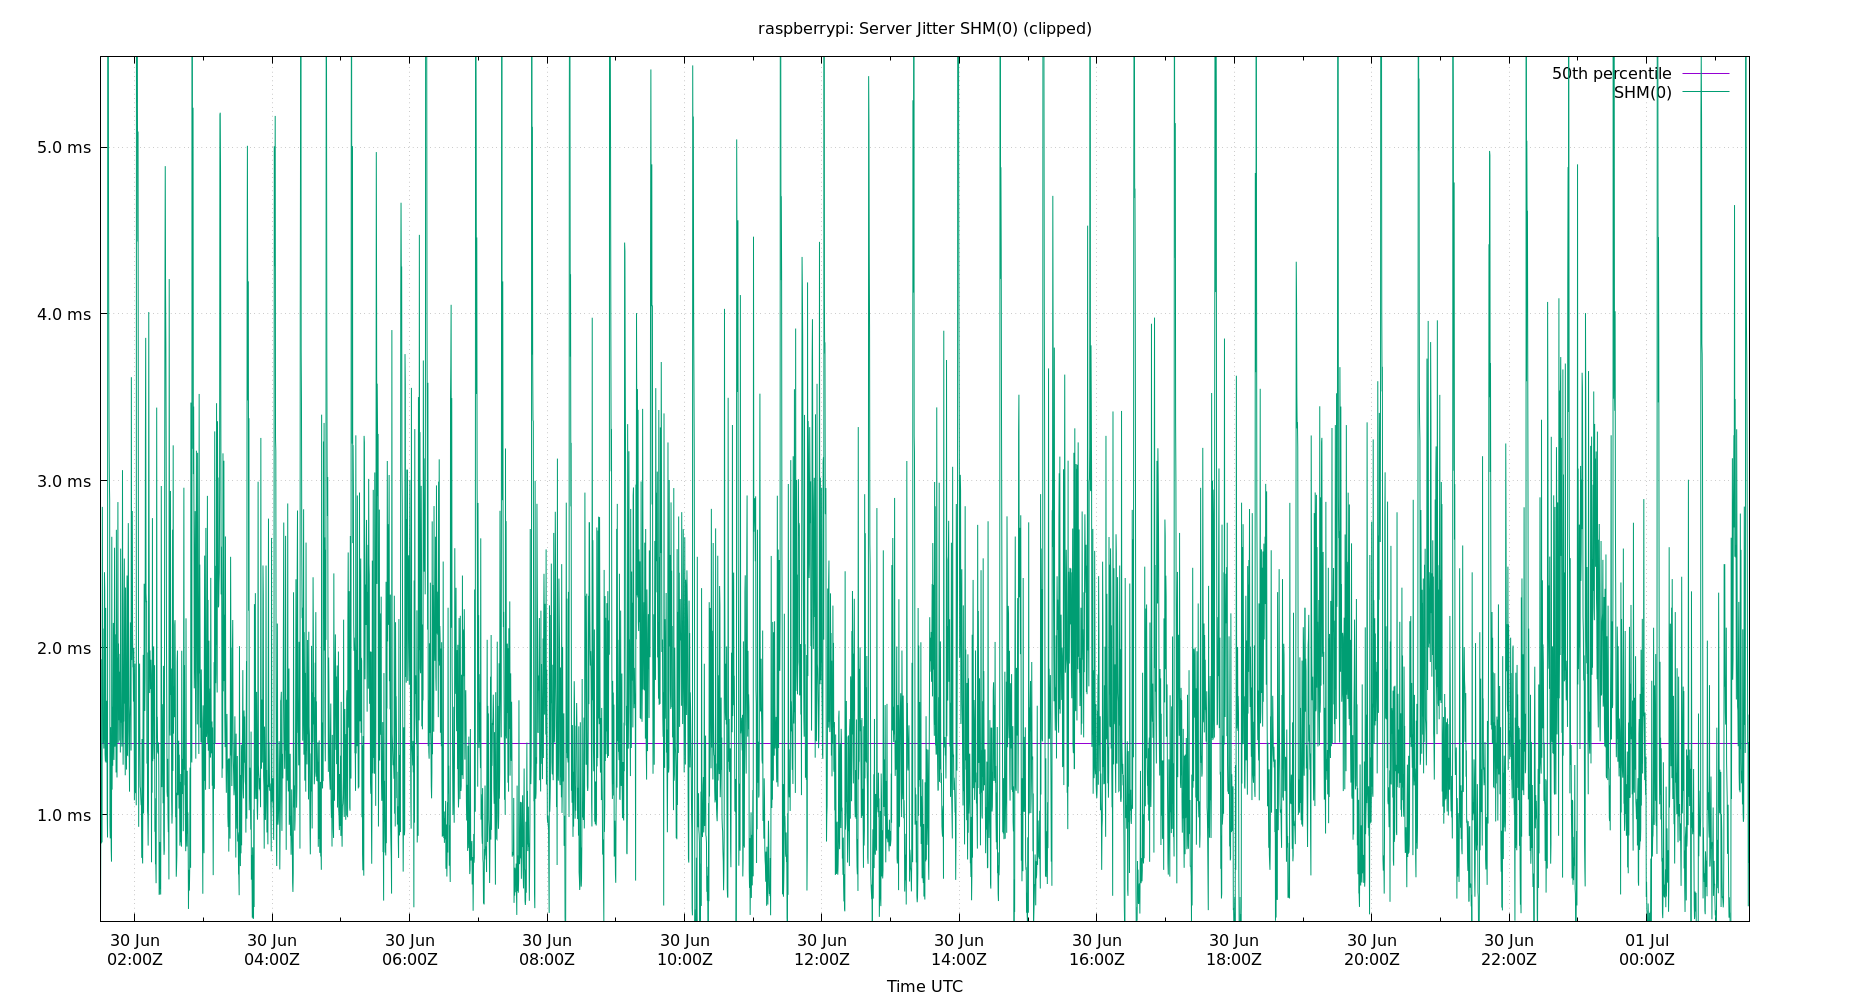 raspberrypi: Server Jitter SHM(0) (clipped)
50th percentile
SHM(0)
5.0 ms
4.0 ms
3.0 ms
2.0 ms
1.0 ms
30 Jun 30 Jun 30 Jun 30 Jun 30 Jun 30 Jun 30 Jun 30 Jun 30 Jun 30 Jun 30 Jun 01 Jul
02:00Z 04:00Z 06:00Z 08:00Z 10:00Z 12:00Z 14:00Z 16:00Z 18:00Z 20:00Z 22:00Z 00:00Z
Time UTC